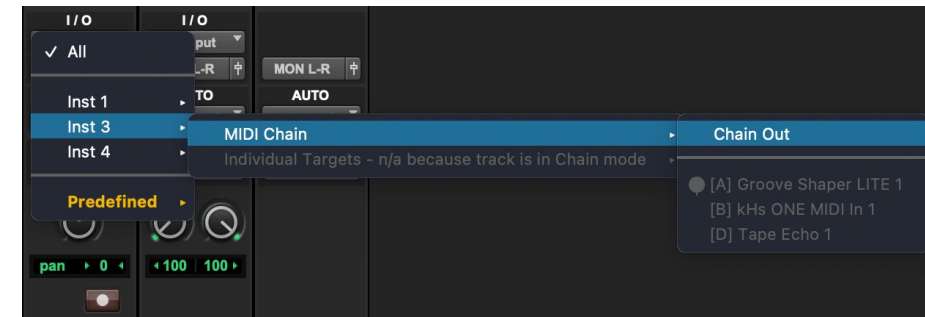 I/O I/O
✓ All put
L-R MON L-R
Inst 1 TO AUTO
Inst 3 MIDI Chain Chain Out
Inst 4 Individual Targets - n/a because track is in Chain mode
[A] Groove Shaper LITE 1
Predefined [B] kHs ONE MIDI In 1
[D] Tape Echo 1
pan 0 100 100